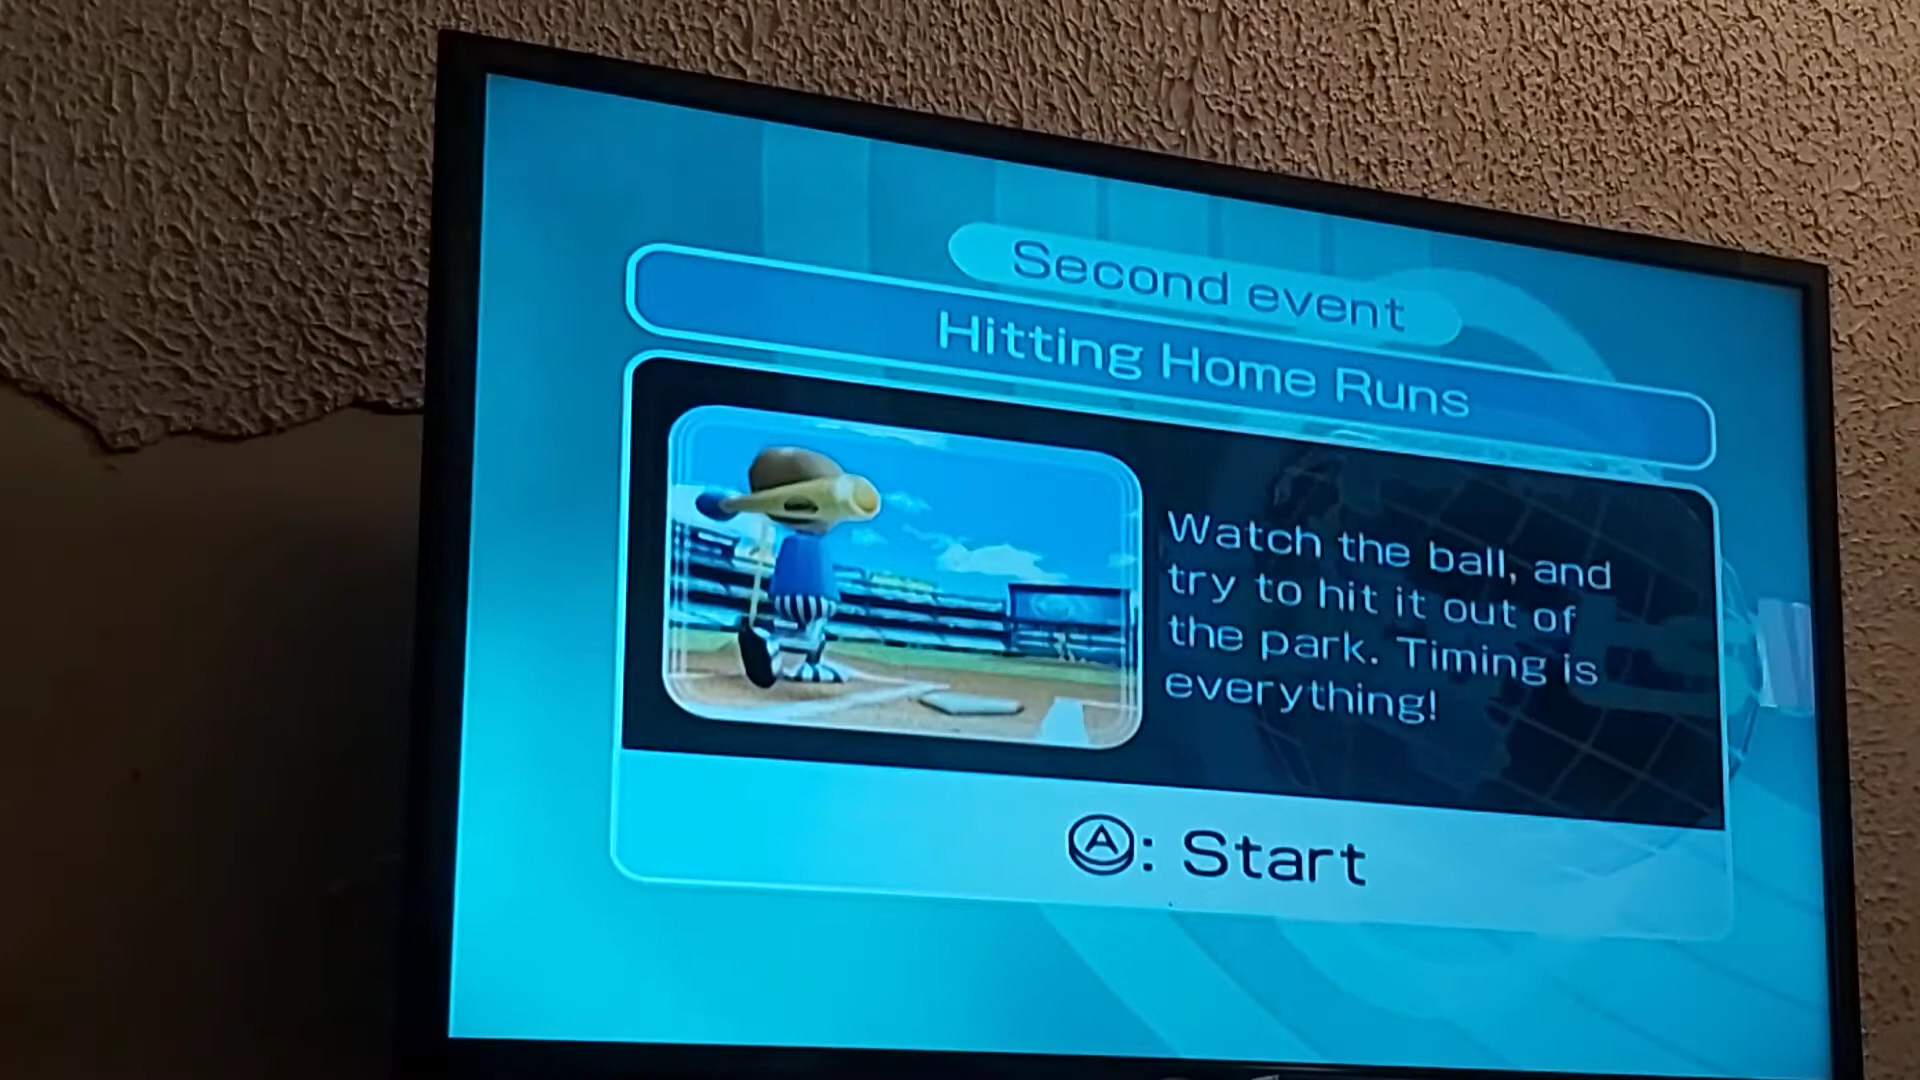 Second event
Hitting Home Runs
Watch the ball, and
try to hit it out of
the park. Timing is
everything!
A: Start